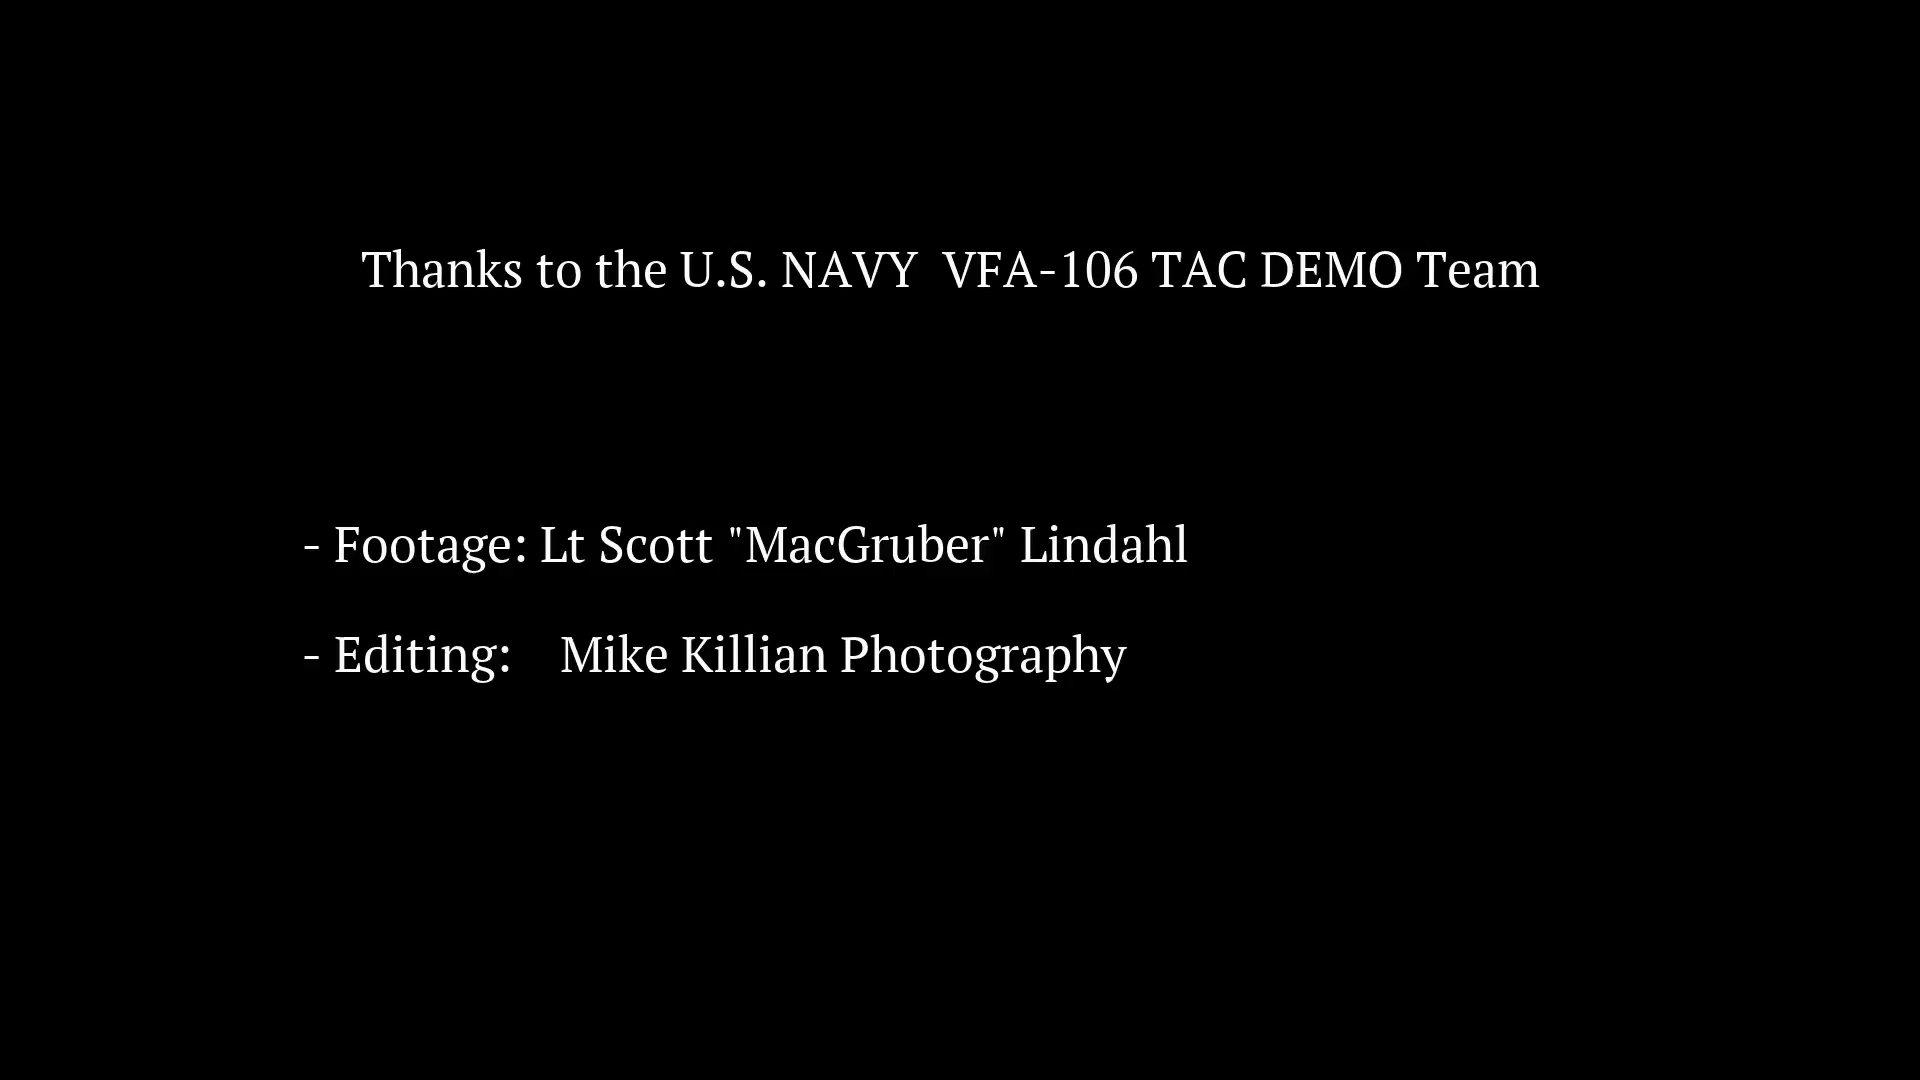 Thanks to the U.S. NAVY  VFA-106 TAC DEMO Team
- Footage: Lt Scott "MacGruber" Lindahl
- Editing:    Mike Killian Photography